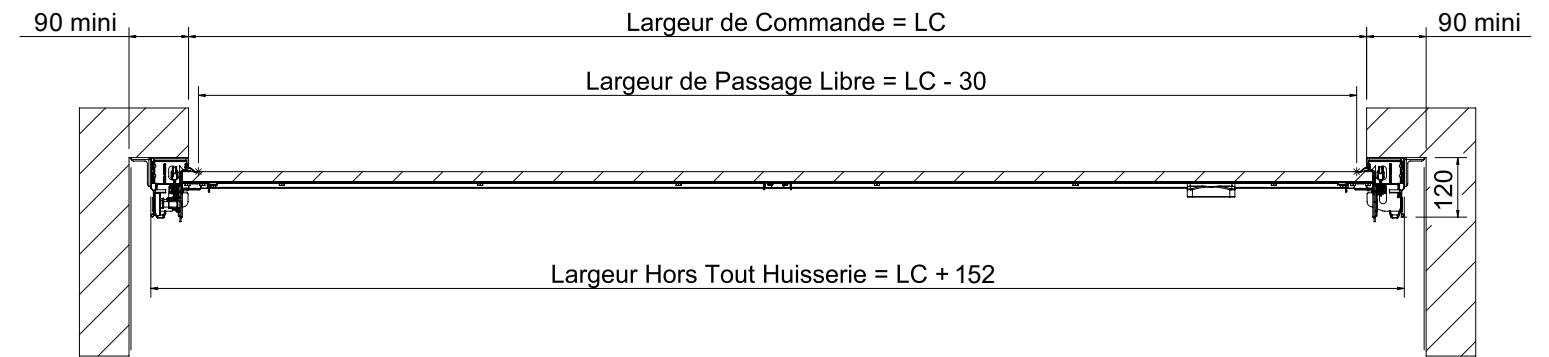 90 mini
Largeur de Commande = LC
90 mini
Largeur de Passage Libre = LC - 30
120
Largeur Hors Tout Huisserie = LC + 152